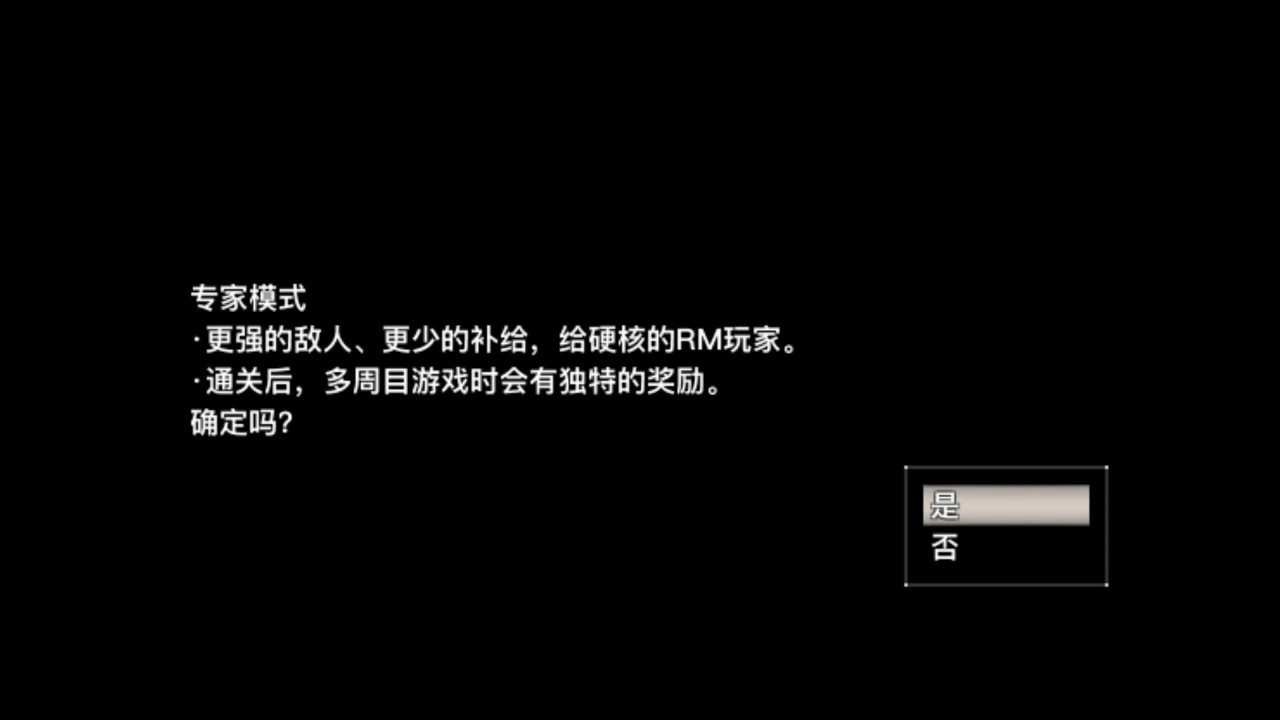 专家模式
·更强的敌人、更少的补给，给硬核的RM玩家。
·通关后，多周目游戏时会有独特的奖励。
确定吗？
是
否